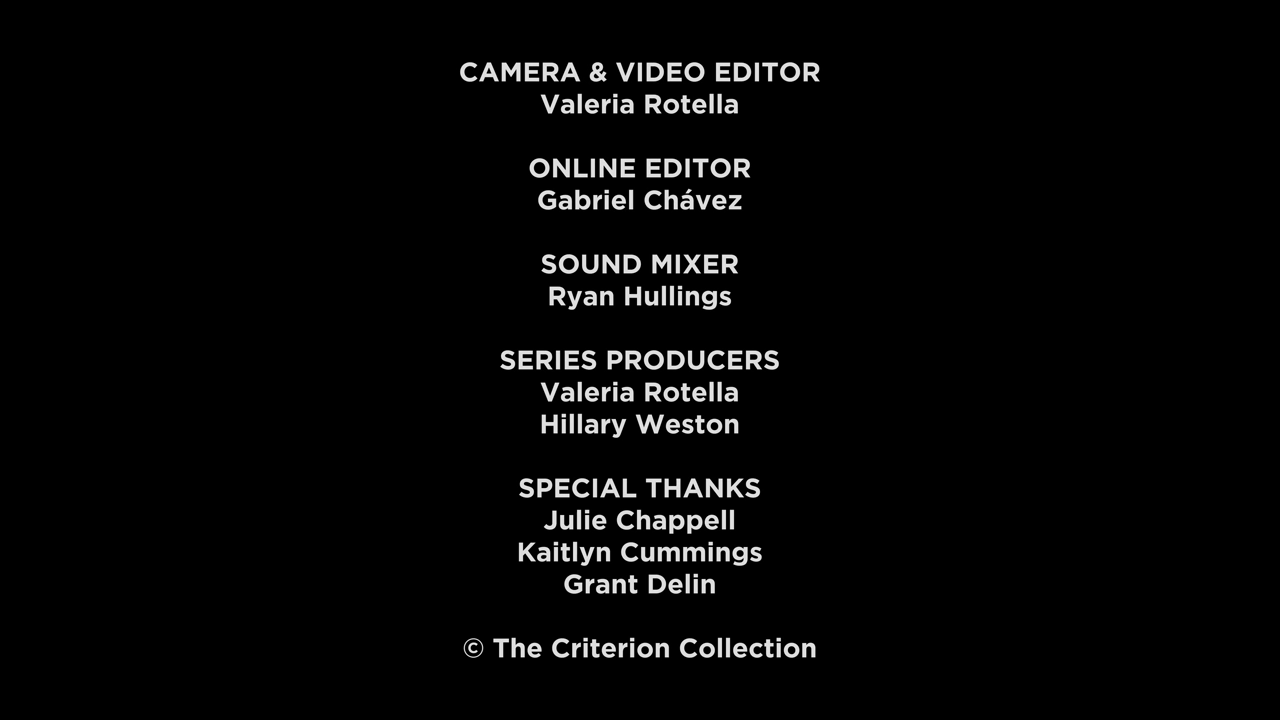 CAMERA & VIDEO EDITOR
Valeria Rotella
ONLINE EDITOR
Gabriel Chávez
SOUND MIXER
Ryan Hullings
SERIES PRODUCERS
Valeria Rotella
Hillary Weston
SPECIAL THANKS
Julie Chappell
Kaitlyn Cummings
Grant Delin
© The Criterion Collection